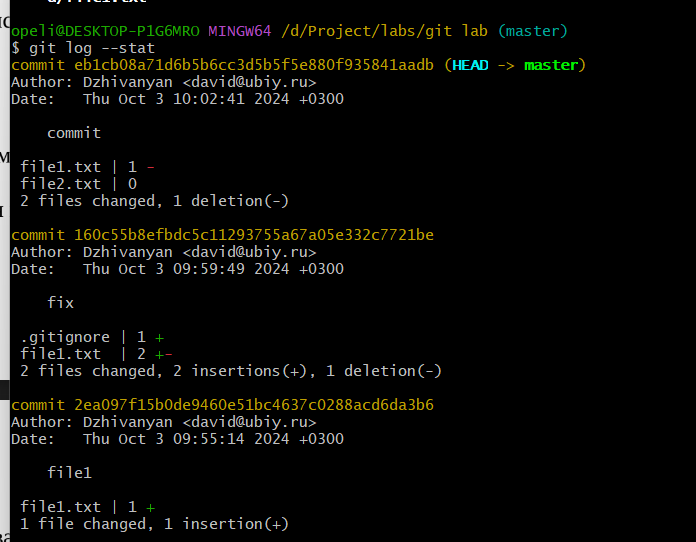 opeli@DESKTOP-P1G6MRO MINGW64 /d/Project/labs/git lab (master)
$ git log --stat
commit eb1cb08a71d6b5b6cc3d5b5f5e880f935841aadb (HEAD -> master)
Author: Dzhivanyan <david@ubiy.ru>
Date:   Thu Oct 3 10:02:41 2024 +0300

    commit

 file1.txt | 1 -
 file2.txt | 0
 2 files changed, 1 deletion(-)

commit 160c55b8efbdc5c11293755a67a05e332c7721be
Author: Dzhivanyan <david@ubiy.ru>
Date:   Thu Oct 3 09:59:49 2024 +0300

    fix

 .gitignore | 1 +
 file1.txt  | 2 +-
 2 files changed, 2 insertions(+), 1 deletion(-)

commit 2ea097f15b0de9460e51bc4637c0288acd6da3b6
Author: Dzhivanyan <david@ubiy.ru>
Date:   Thu Oct 3 09:55:14 2024 +0300

    file1

 file1.txt | 1 +
 1 file changed, 1 insertion(+)